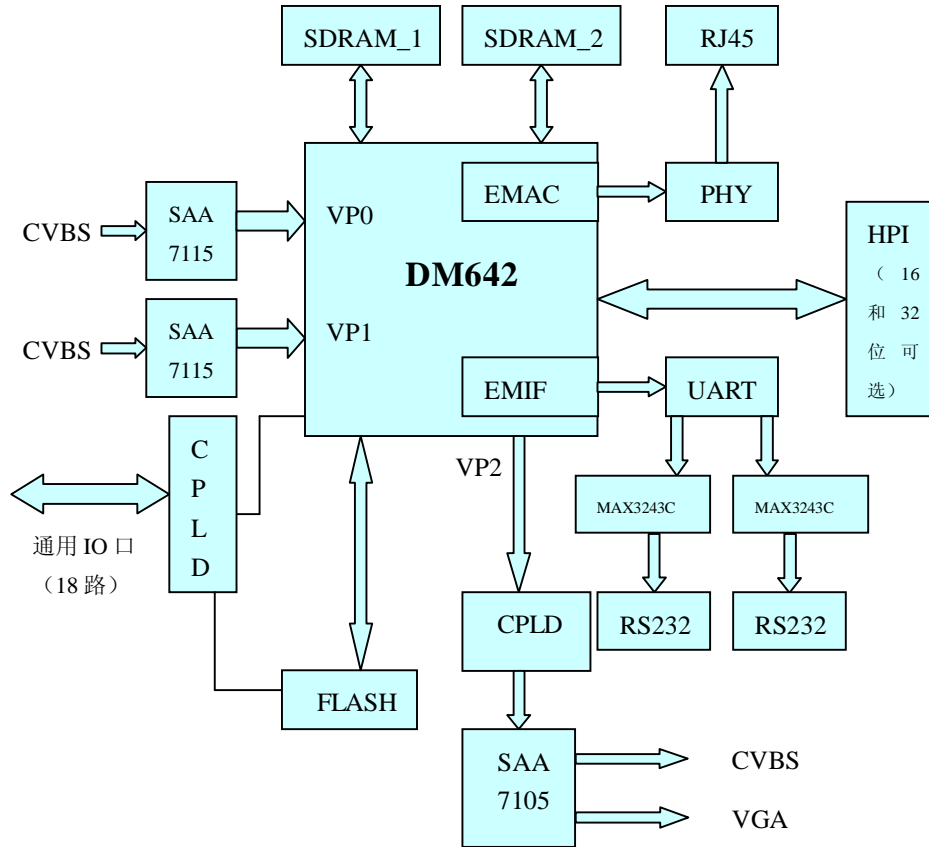 SDRAM_1
SDRAM_2
RJ45
EMAC
PHY
CVBS
SAA
7115
VP0
DM642
HPI
（ 16
和 32
位 可
选）
CVBS
SAA
7115
VP1
EMIF
UART
C
P
L
D
VP2
MAX3243C
MAX3243C
通用 IO 口
（18 路）
CPLD
RS232
RS232
FLASH
SAA
7105
CVBS
VGA